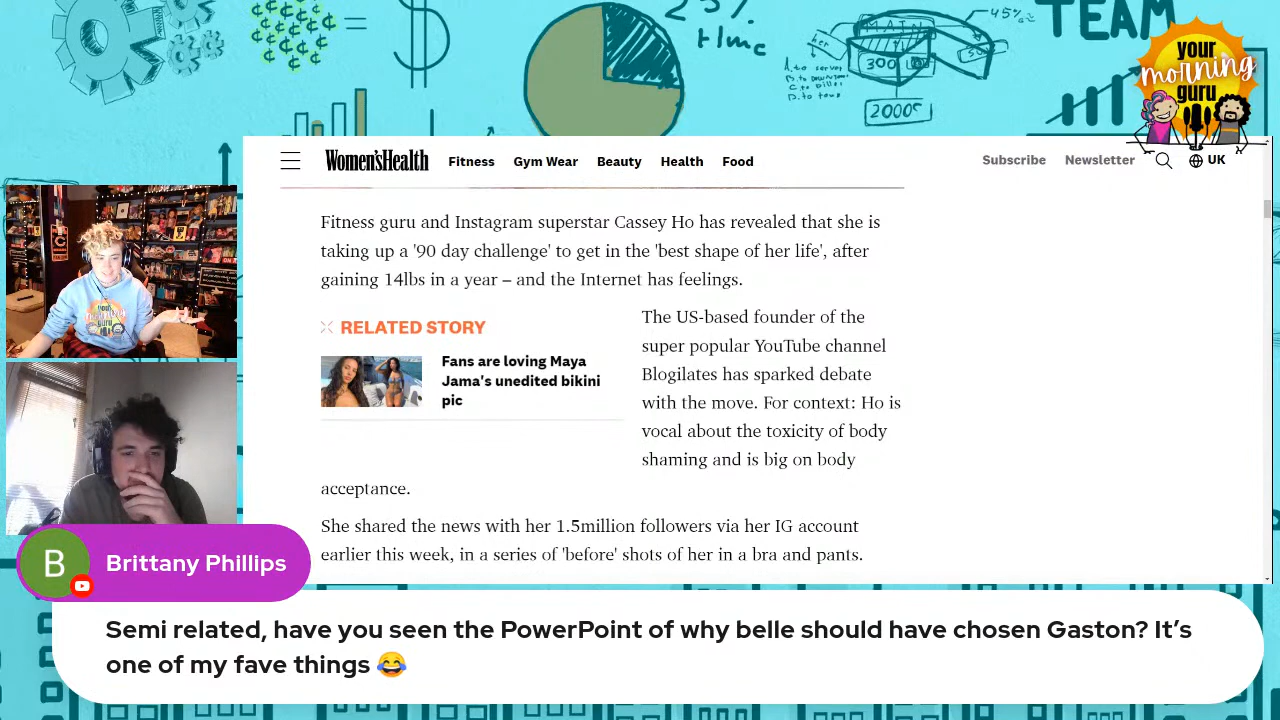 25%
time
45%
TEAM
300
2000$
your
morning
guru
Women'sHealth
Fitness
Gym Wear
Beauty
Health
Food
Subscribe
Newsletter
UK
Fitness guru and Instagram superstar Cassey Ho has revealed that she is
taking up a '90 day challenge' to get in the 'best shape of her life', after
gaining 14lbs in a year – and the Internet has feelings.
RELATED STORY
Fans are loving Maya
Jama's unedited bikini
pic
The US-based founder of the
super popular YouTube channel
Blogilates has sparked debate
with the move. For context: Ho is
vocal about the toxicity of body
shaming and is big on body
acceptance.
She shared the news with her 1.5million followers via her IG account
earlier this week, in a series of 'before' shots of her in a bra and pants.
B
Brittany Phillips
Semi related, have you seen the PowerPoint of why belle should have chosen Gaston? It's
one of my fave things 😂